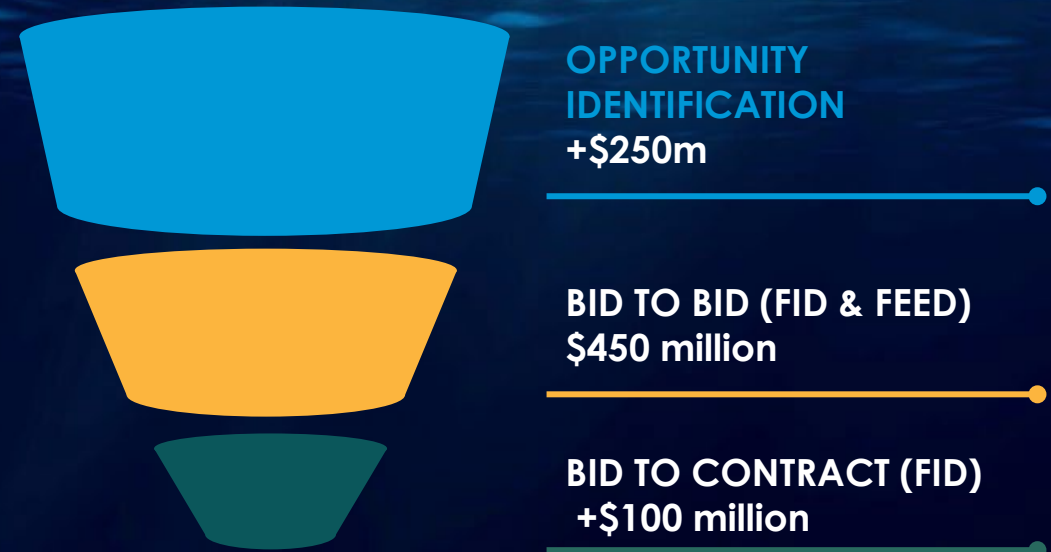 OPPORTUNITY
IDENTIFICATION
+$250m
BID TO BID (FID & FEED)
$450 million
BID TO CONTRACT (FID)
+$100 million